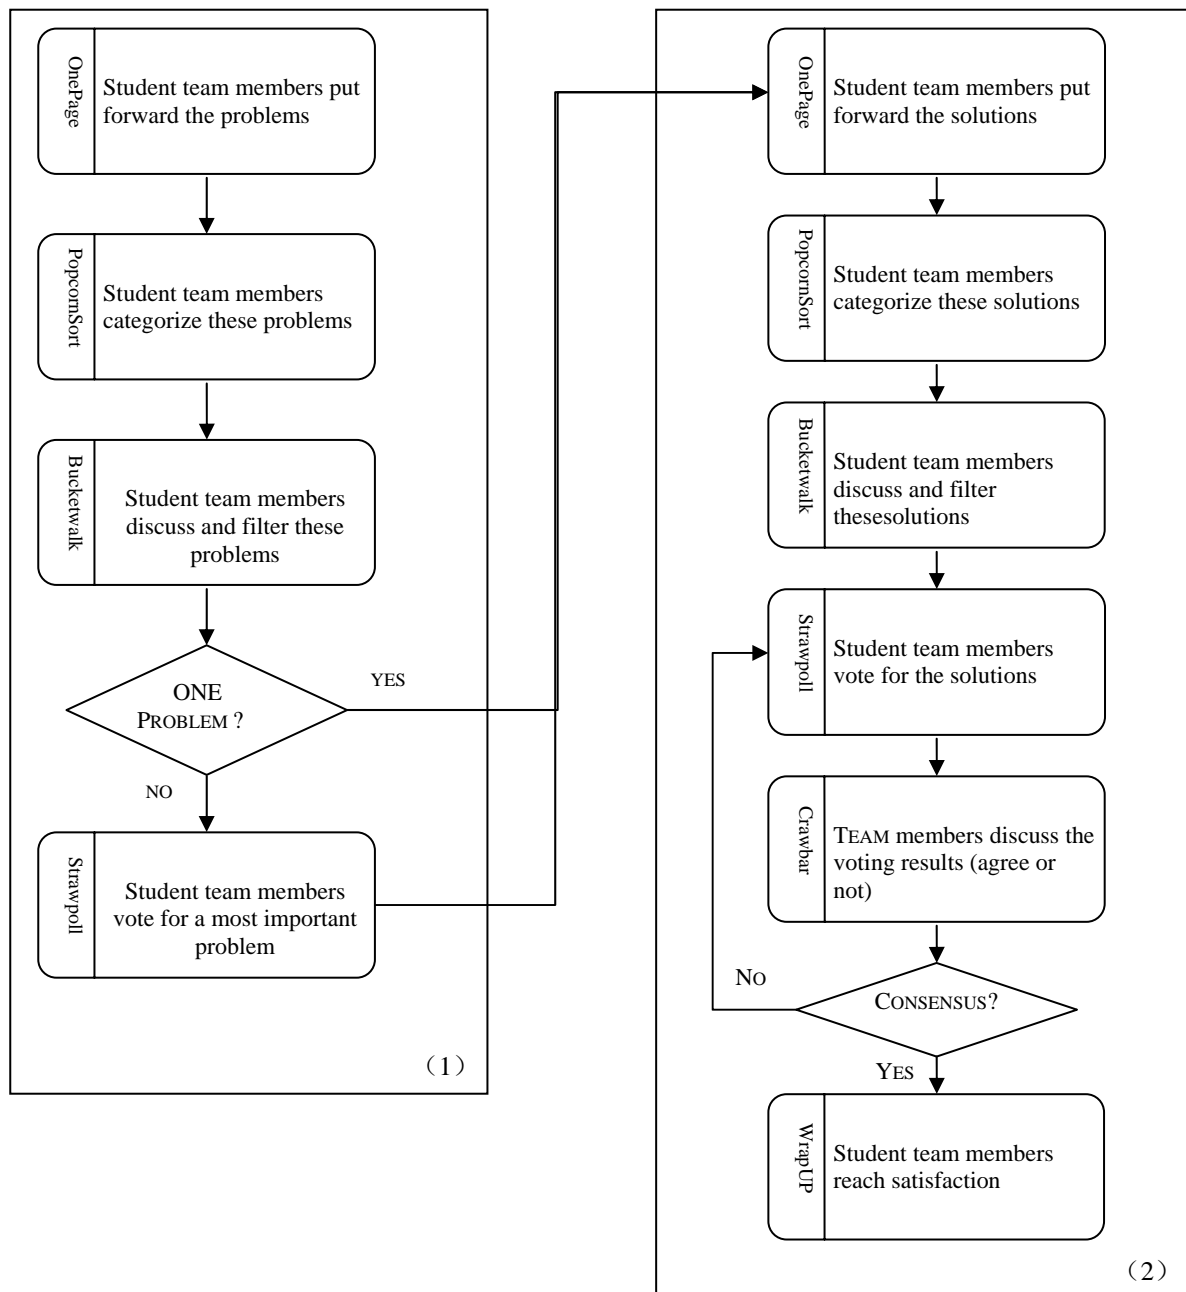 OnePage
Student team members put
forward the problems
PopcornSort
Student team members
categorize these problems
Bucketwalk
Student team members
discuss and filter these
problems
ONE
PROBLEM ?
YES
NO
Strawpoll
Student team members
vote for a most important
problem
（1）
OnePage
Student team members put
forward the solutions
PopcornSort
Student team members
categorize these solutions
Bucketwalk
Student team members
discuss and filter
thesesolutions
Strawpoll
Student team members
vote for the solutions
Crawbar
TEAM members discuss the
voting results (agree or
not)
NO
CONSENSUS?
YES
WrapUP
Student team members
reach satisfaction
（2）